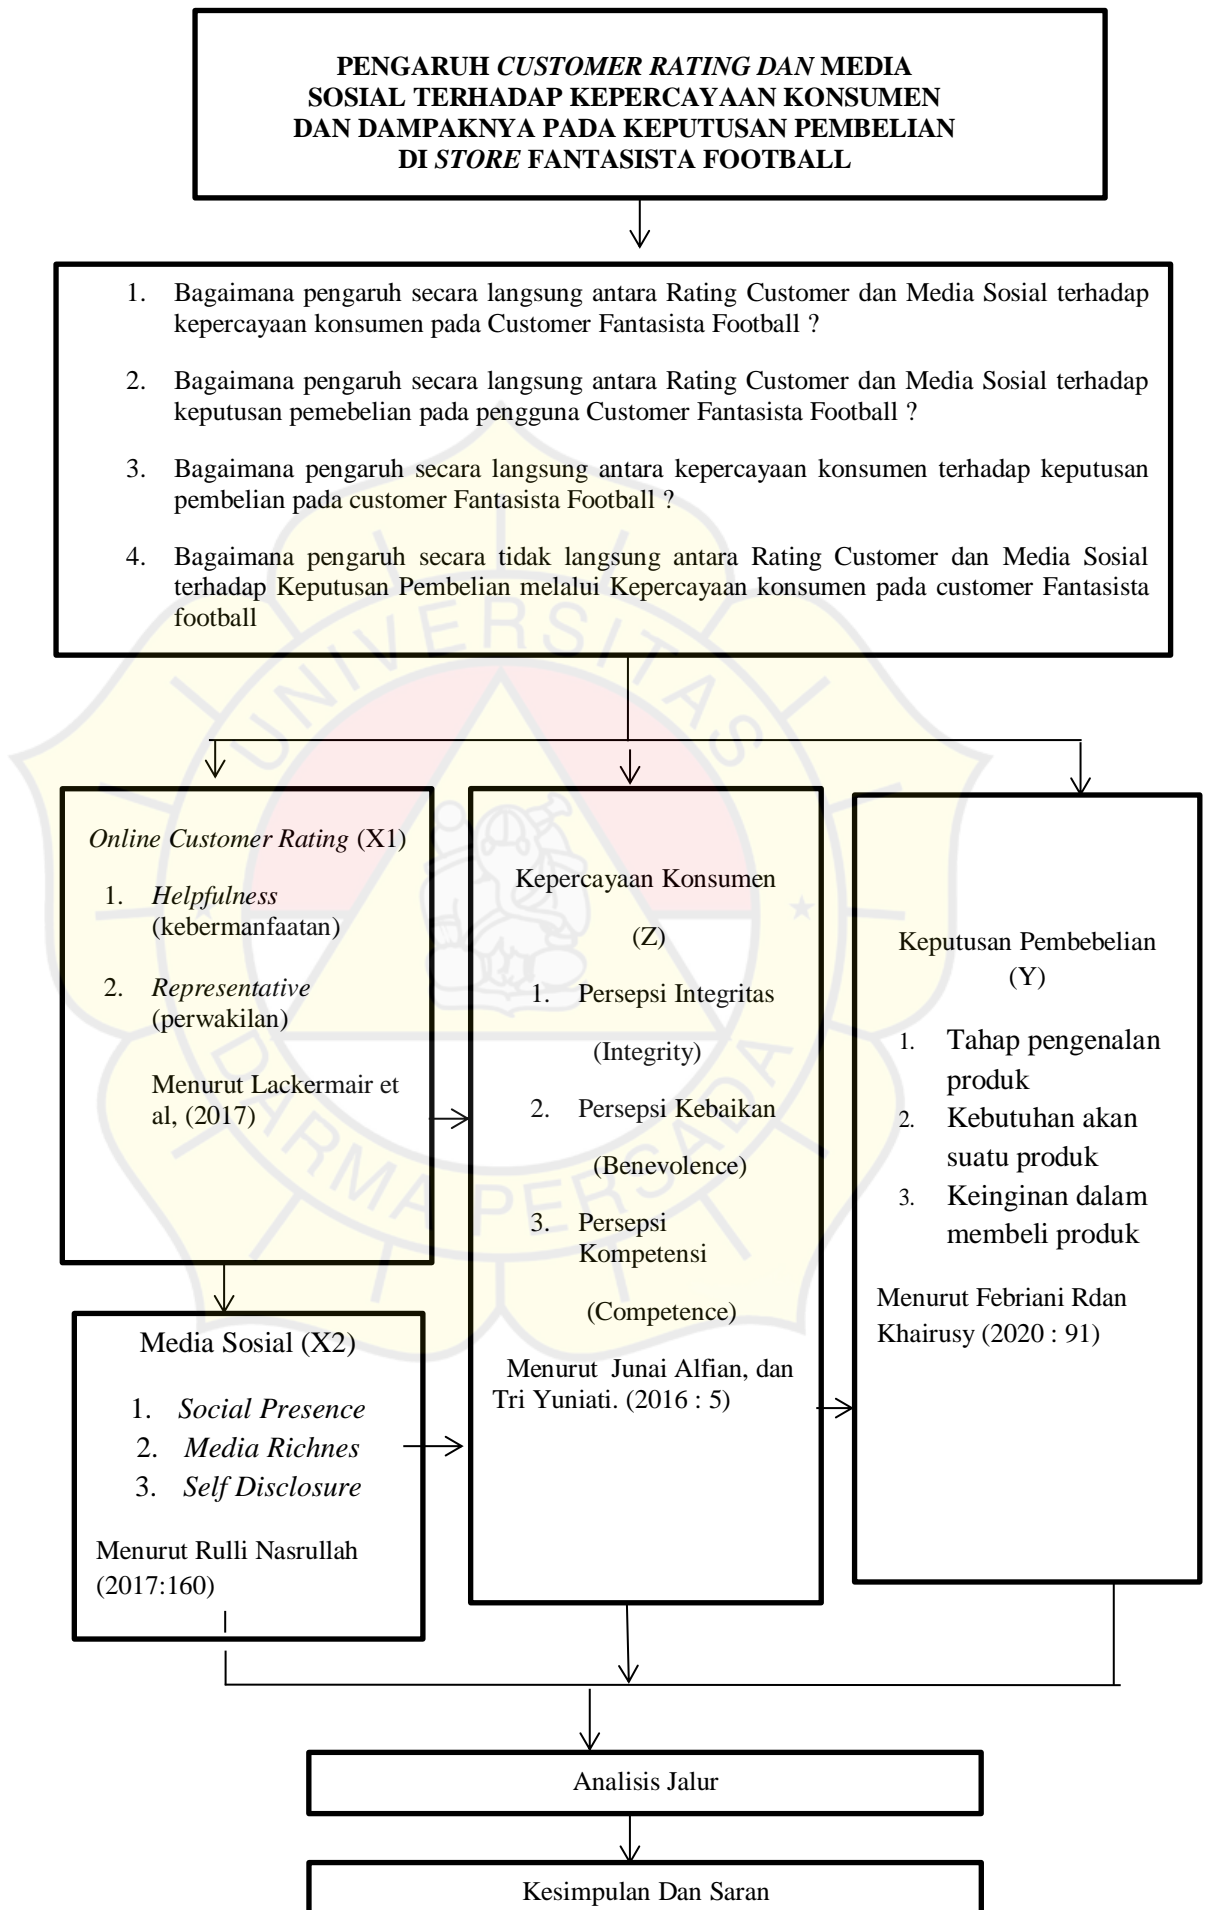 PENGARUH CUSTOMER RATING DAN MEDIA
SOSIAL TERHADAP KEPERCAYAAN KONSUMEN
DAN DAMPAKNYA PADA KEPUTUSAN PEMBELIAN
DI STORE FANTASISTA FOOTBALL
1. Bagaimana pengaruh secara langsung antara Rating Customer dan Media Sosial terhadap
kepercayaan konsumen pada Customer Fantasista Football ?
2. Bagaimana pengaruh secara langsung antara Rating Customer dan Media Sosial terhadap
keputusan pemebelian pada pengguna Customer Fantasista Football ?
3. Bagaimana pengaruh secara langsung antara kepercayaan konsumen terhadap keputusan
pembelian pada customer Fantasista Football ?
4. Bagaimana pengaruh secara tidak langsung antara Rating Customer dan Media Sosial
terhadap Keputusan Pembelian melalui Kepercayaan konsumen pada customer Fantasista
football
UNIVERSITAS
DARMA PERSADA
Online Customer Rating (X1)
1. Helpfulness
(kebermanfaatan)
2. Representative
(perwakilan)
Menurut Lackermair et
al, (2017)
Media Sosial (X2)
1. Social Presence
2. Media Richnes
3. Self Disclosure
Menurut Rulli Nasrullah
(2017:160)
Kepercayaan Konsumen
(Z)
1. Persepsi Integritas
(Integrity)
2. Persepsi Kebaikan
(Benevolence)
3. Persepsi
Kompetensi
(Competence)
Menurut Junai Alfian, dan
Tri Yuniati. (2016 : 5)
Keputusan Pembebelian
(Y)
1. Tahap pengenalan
produk
2. Kebutuhan akan
suatu produk
3. Keinginan dalam
membeli produk
Menurut Febriani Rdan
Khairusy (2020 : 91)
Analisis Jalur
Kesimpulan Dan Saran